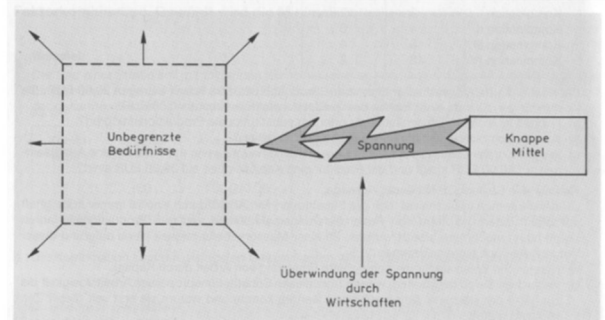 Unbegrenzte
Bedürfnisse
Spannung
Knappe
Mittel
Überwindung der Spannung
durch
Wirtschaften